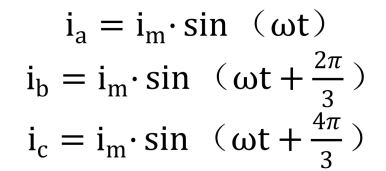 iₐ = iₘ· sin （ωt）
i_b = iₘ· sin （ωt + 2π/3）
i_c = iₘ· sin （ωt + 4π/3）